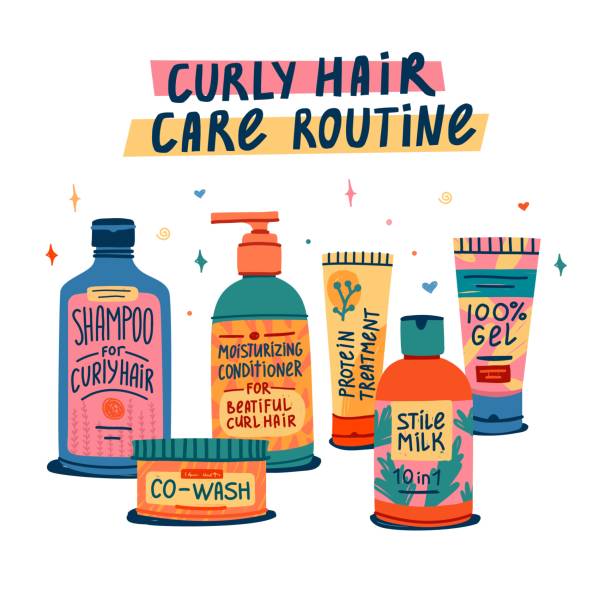 CURLY HAIR
CARE ROUTINE
SHAMPOO
FOR
CURLY HAIR
MOISTURIZING
CONDITIONER
FOR
BEATIFUL
CURL HAIR
PROTEIN
TREATMENT
100%
GEL
STILE
MILK
10 in 1
CO-WASH